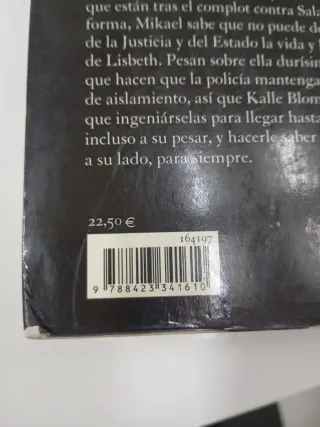 que están tras el complot contra Sala
forma, Mikael sabe que no puede de
de la Justicia y del Estado la vida y
de Lisbeth. Pesan sobre ella durísim
que hacen que la policía mantenga
de aislamiento, así que Kalle Blom
que ingeniárselas para llegar hasta
incluso a su pesar, y hacerle saber
a su lado, para siempre.
22,50 €
164197
9 788423 341610